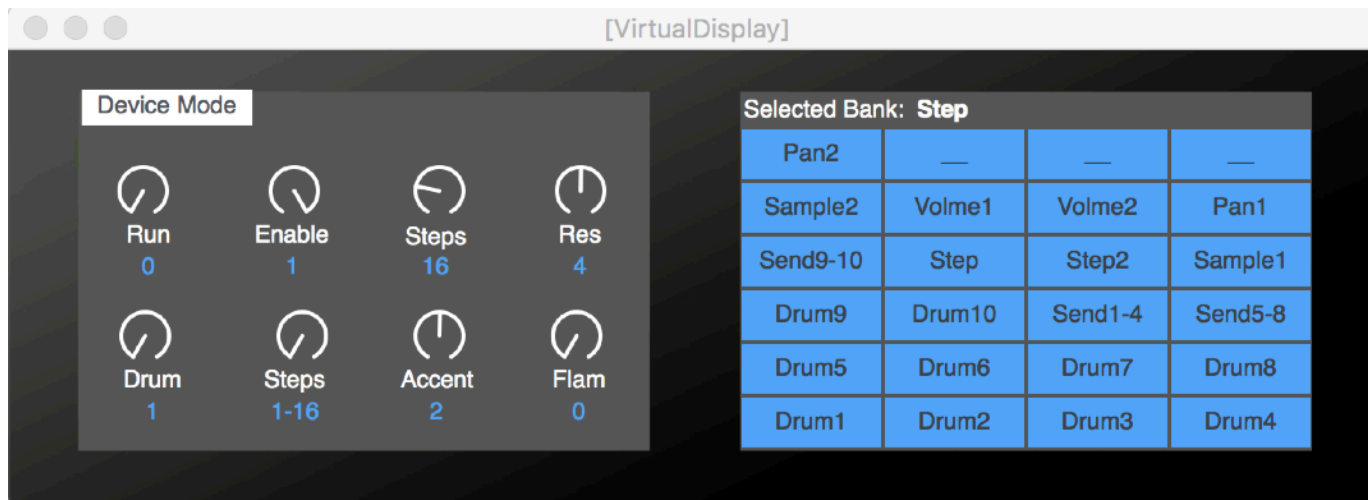 [VirtualDisplay]
Device Mode
Run Enable Steps Res
0 1 16 4
Drum Steps Accent Flam
1 1-16 2 0
Selected Bank: Step
Pan2 __ __ __
Sample2 Volme1 Volme2 Pan1
Send9-10 Step Step2 Sample1
Drum9 Drum10 Send1-4 Send5-8
Drum5 Drum6 Drum7 Drum8
Drum1 Drum2 Drum3 Drum4